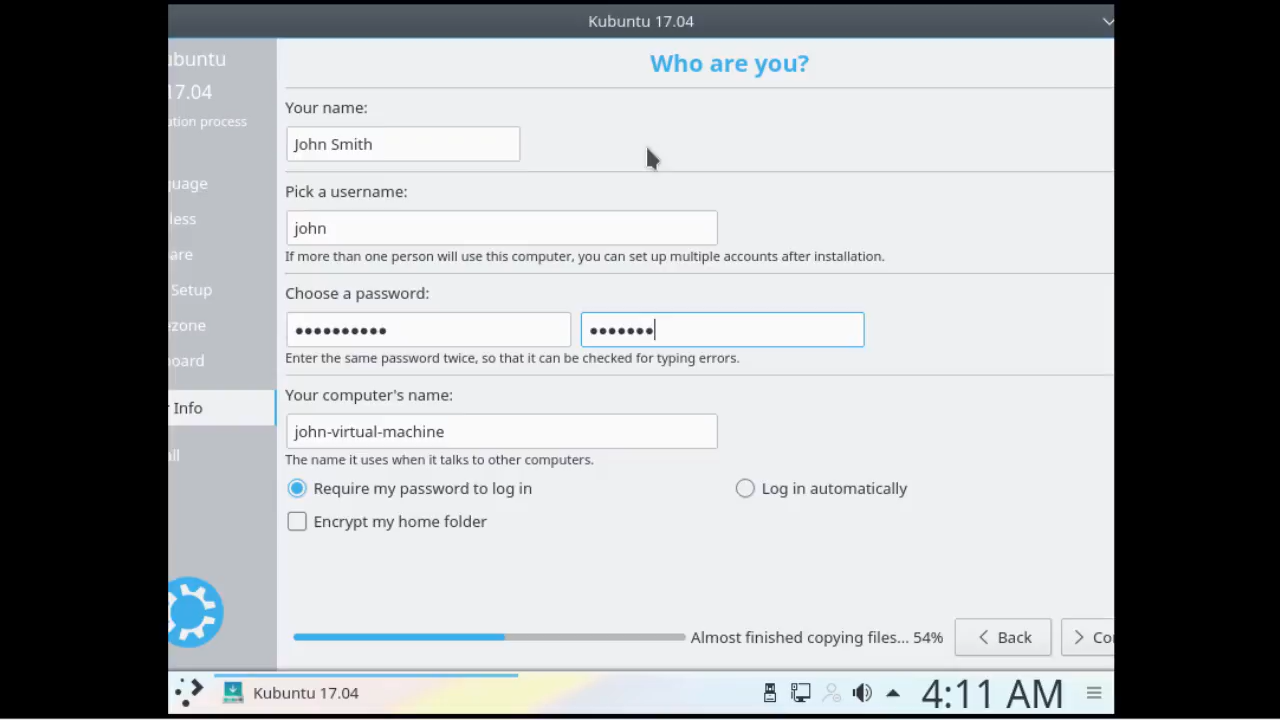 Kubuntu 17.04
ubuntu
17.04
ation process
guage
less
are
Setup
ezone
oard
r Info
all
Who are you?
Your name:
John Smith
Pick a username:
john
If more than one person will use this computer, you can set up multiple accounts after installation.
Choose a password:
●●●●●●●●●● ●●●●●●●
Enter the same password twice, so that it can be checked for typing errors.
Your computer's name:
john-virtual-machine
The name it uses when it talks to other computers.
Require my password to log in Log in automatically
Encrypt my home folder
Almost finished copying files... 54% Back Co
Kubuntu 17.04 4:11 AM